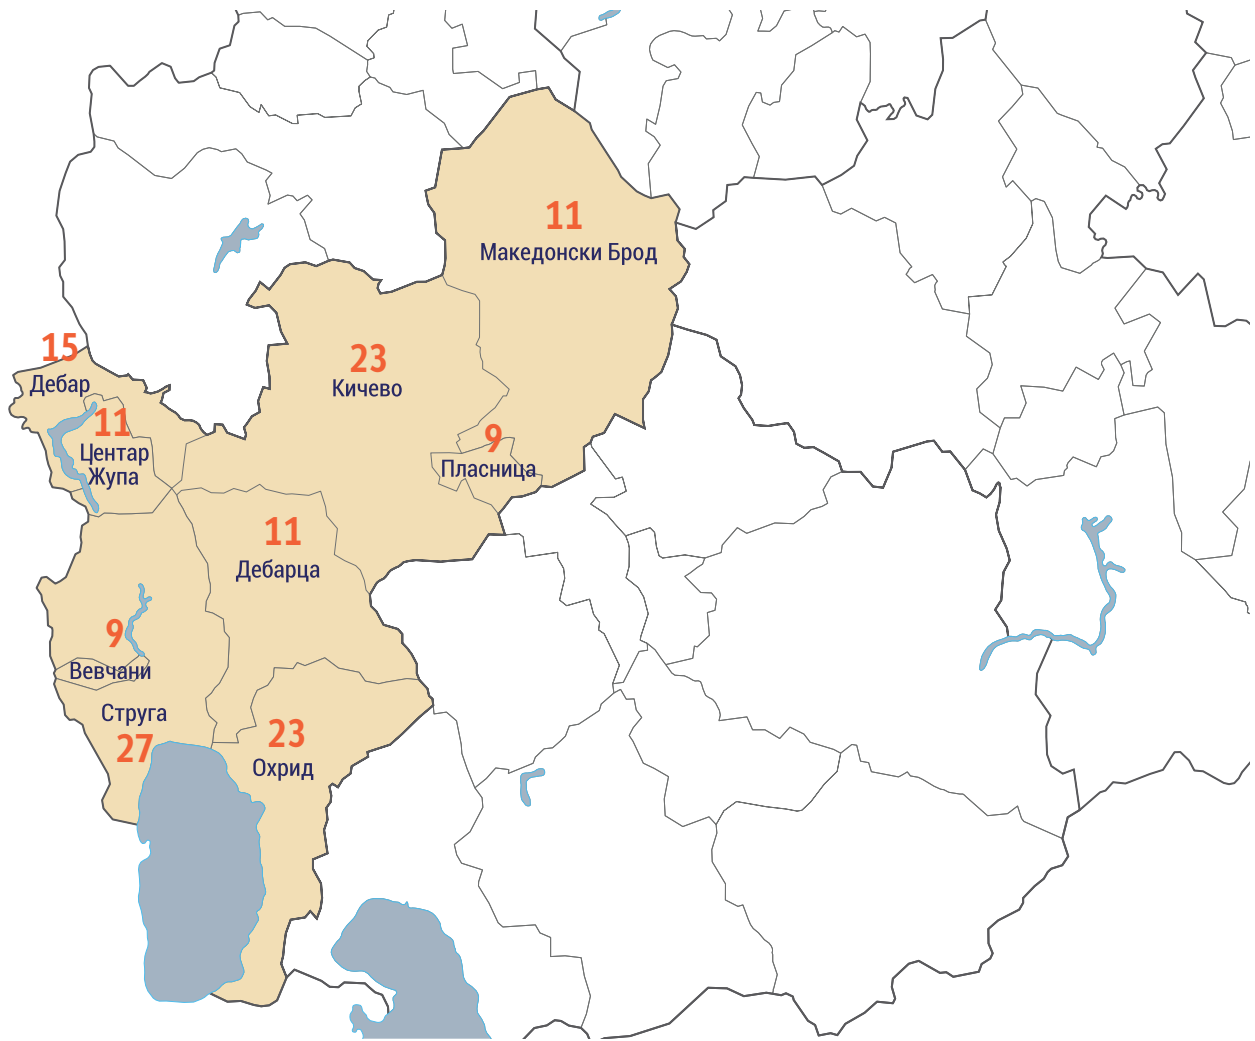 11
Македонски Брод
15
Дебар
23
Кичево
11
Центар
Жупа
9
Пласница
11
Дебарца
9
Вевчани
Струга
27
23
Охрид